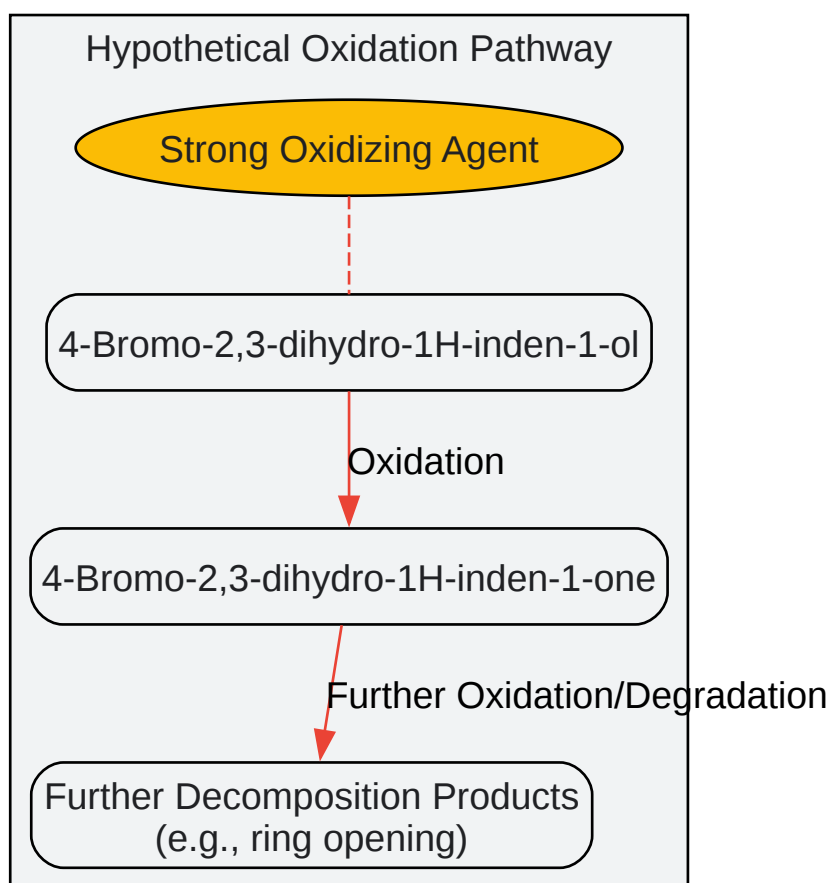 Hypothetical Oxidation Pathway
Strong Oxidizing Agent
4-Bromo-2,3-dihydro-1H-inden-1-ol
Oxidation
4-Bromo-2,3-dihydro-1H-inden-1-one
Further Oxidation/Degradation
Further Decomposition Products
(e.g., ring opening)